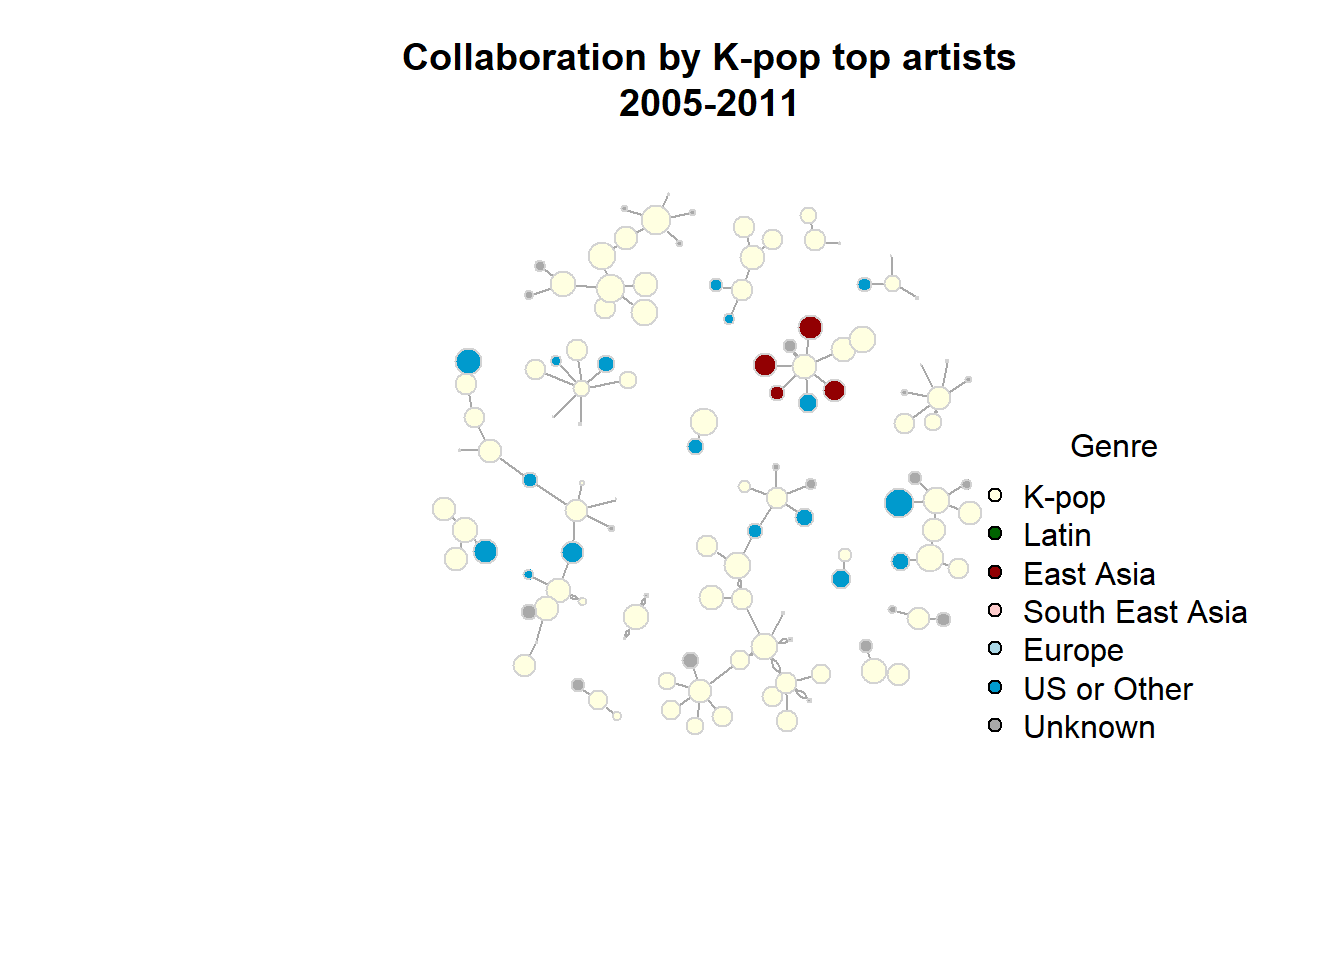 Collaboration by K-pop top artists
2005-2011
Genre
K-pop
Latin
East Asia
South East Asia
Europe
US or Other
Unknown